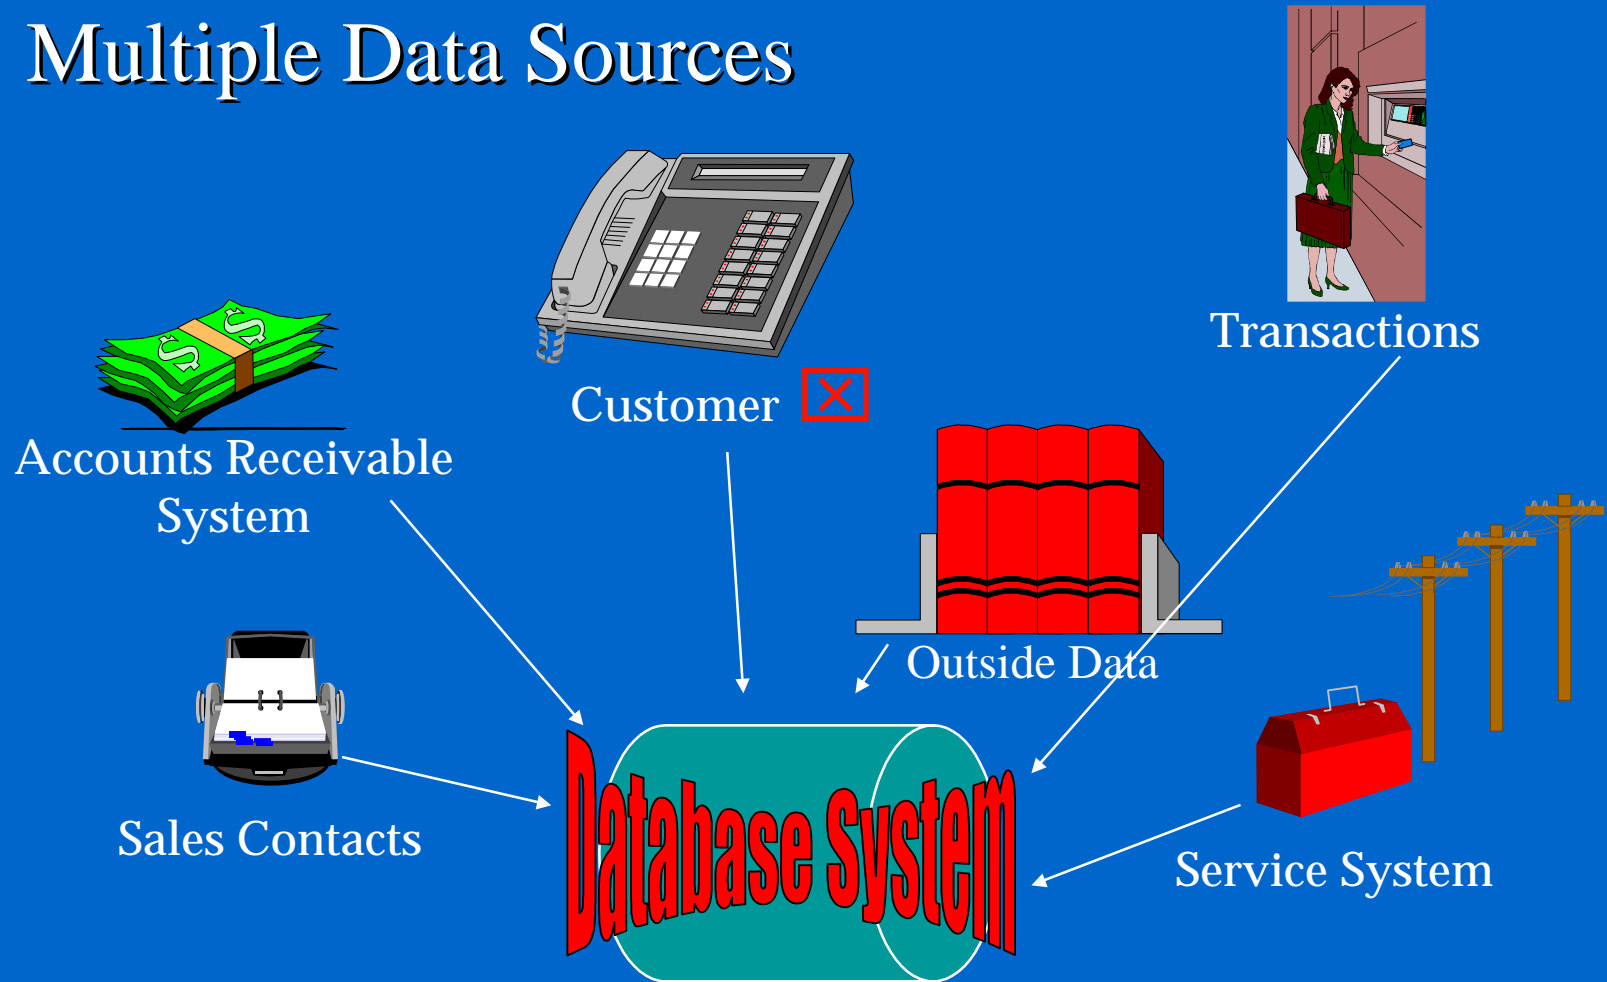 Multiple Data Sources
Transactions
Customer
Accounts Receivable
System
Outside Data
Sales Contacts
Database System
Service System